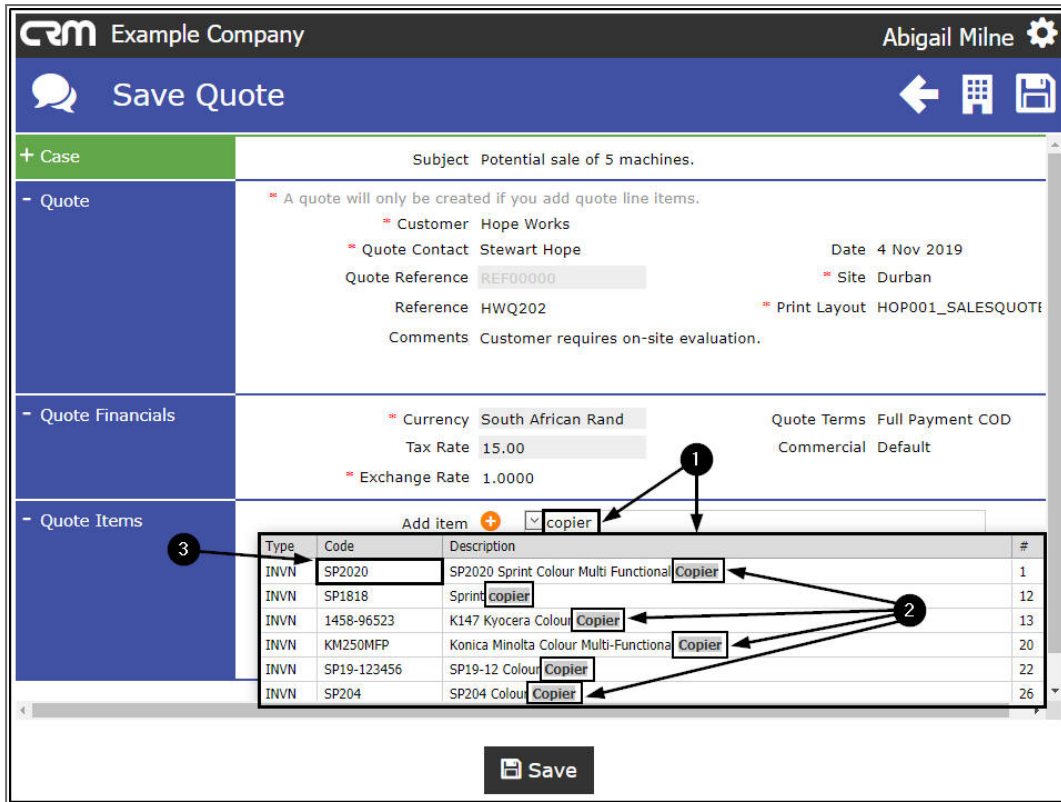 CRM Example Company Abigail Milne
Save Quote
+ Case Subject Potential sale of 5 machines.
- Quote * A quote will only be created if you add quote line items.
* Customer Hope Works
* Quote Contact Stewart Hope Date 4 Nov 2019
Quote Reference REF00000 * Site Durban
Reference HWQ202 * Print Layout HOP001_SALESQUOTE
Comments Customer requires on-site evaluation.
- Quote Financials * Currency South African Rand Quote Terms Full Payment COD
Tax Rate 15.00 Commercial Default
1
* Exchange Rate 1.0000
- Quote Items Add item copier
3
Type Code Description #
INVN SP2020 SP2020 Sprint Colour Multi Functional Copier 1
INVN SP1818 Sprint copier 12
2
INVN 1458-96523 K147 Kyocera Colour Copier 13
INVN KM250MFP Konica Minolta Colour Multi-Functional Copier 20
INVN SP19-123456 SP19-12 Colour Copier 22
INVN SP204 SP204 Colour Copier 26
Save